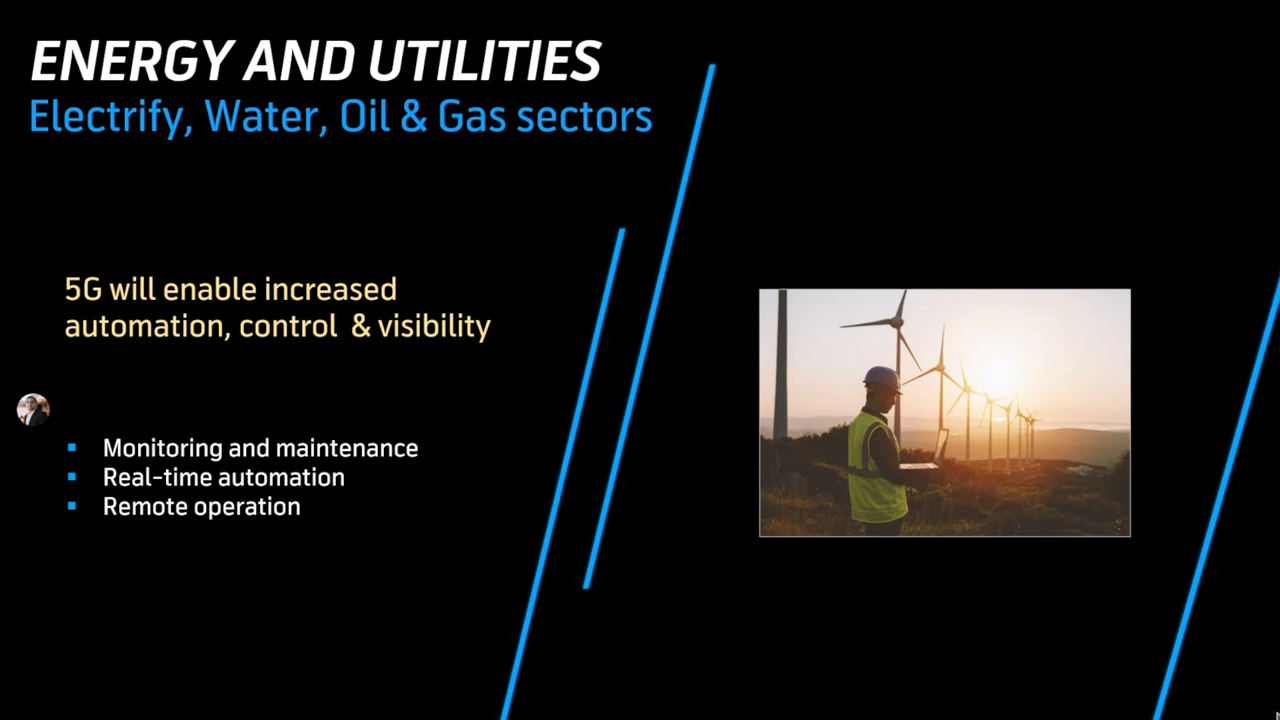 ENERGY AND UTILITIES
Electrify, Water, Oil & Gas sectors
5G will enable increased
automation, control & visibility
▪ Monitoring and maintenance
▪ Real-time automation
▪ Remote operation